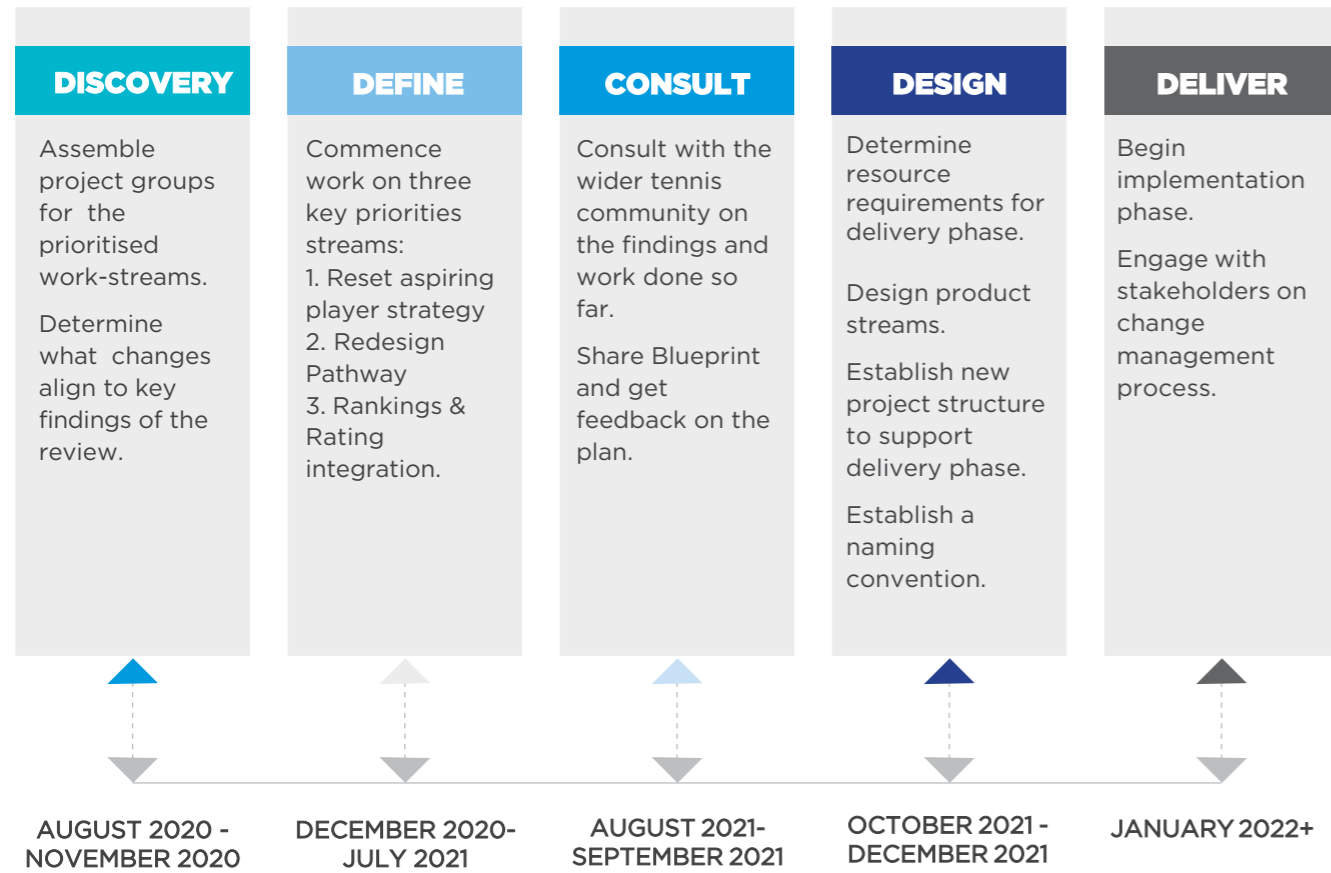 DISCOVERY
Assemble
project groups
for the
prioritised
work-streams.
Determine
what changes
align to key
findings of the
review.
DEFINE
Commence
work on three
key priorities
streams:
1. Reset aspiring
player strategy
2. Redesign
Pathway
3. Rankings &
Rating
integration.
CONSULT
Consult with the
wider tennis
community on
the findings and
work done so
far.
Share Blueprint
and get
feedback on the
plan.
DESIGN
Determine
resource
requirements for
delivery phase.
Design product
streams.
Establish new
project structure
to support
delivery phase.
Establish a
naming
convention.
DELIVER
Begin
implementation
phase.
Engage with
stakeholders on
change
management
process.
AUGUST 2020 -
NOVEMBER 2020
DECEMBER 2020-
JULY 2021
AUGUST 2021-
SEPTEMBER 2021
OCTOBER 2021 -
DECEMBER 2021
JANUARY 2022+